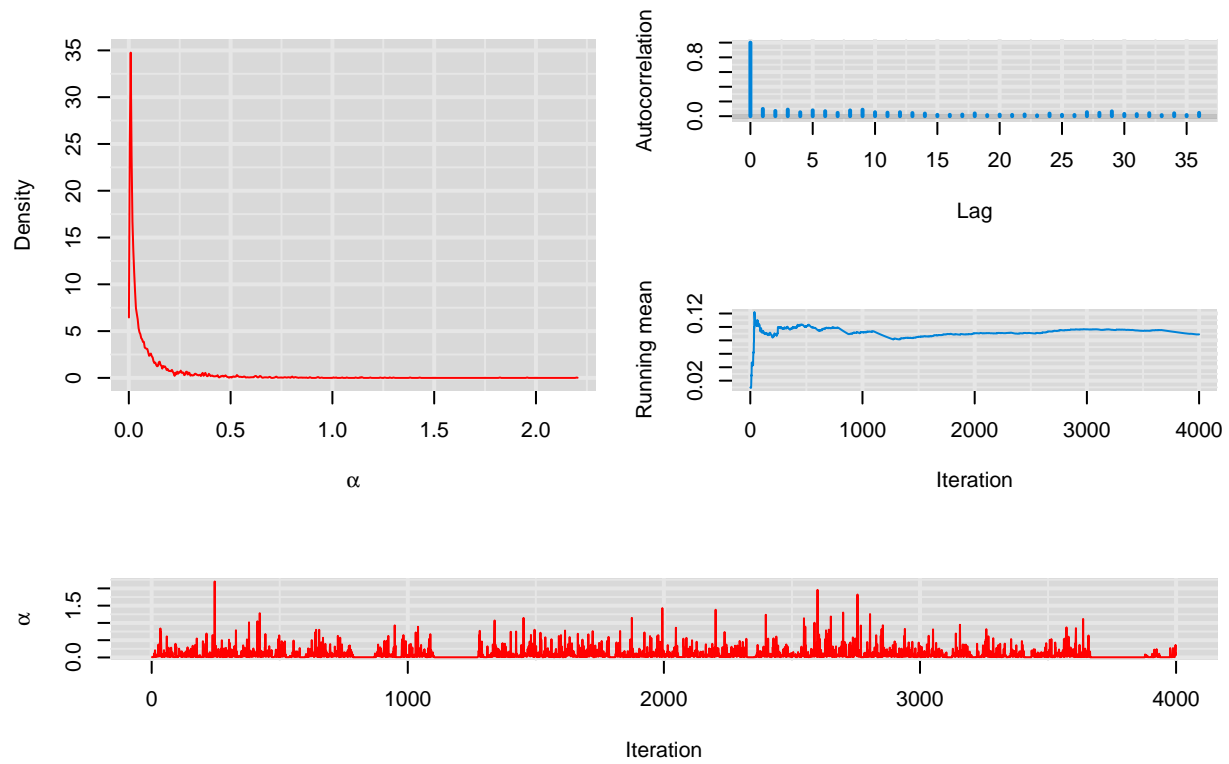 Density
35
30
25
20
15
10
5
0
0.0 0.5 1.0 1.5 2.0
α
Autocorrelation
0.8
0.0
0 5 10 15 20 25 30 35
Lag
Running mean
0.12
0.02
0 1000 2000 3000 4000
Iteration
α
1.5
0.0
0 1000 2000 3000 4000
Iteration